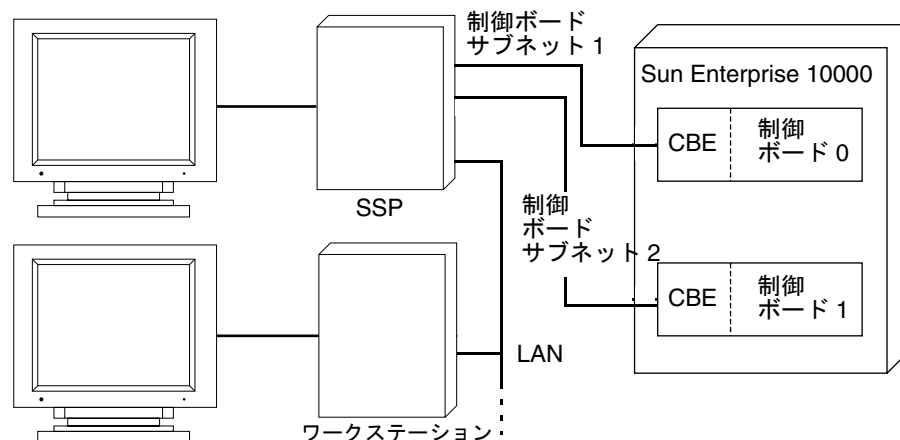 制御ボード
サブネット 1
Sun Enterprise 10000
CBE
制御
ボード 0
SSP
制御
ボード
サブネット 2
CBE
制御
ボード 1
LAN
ワークステーション